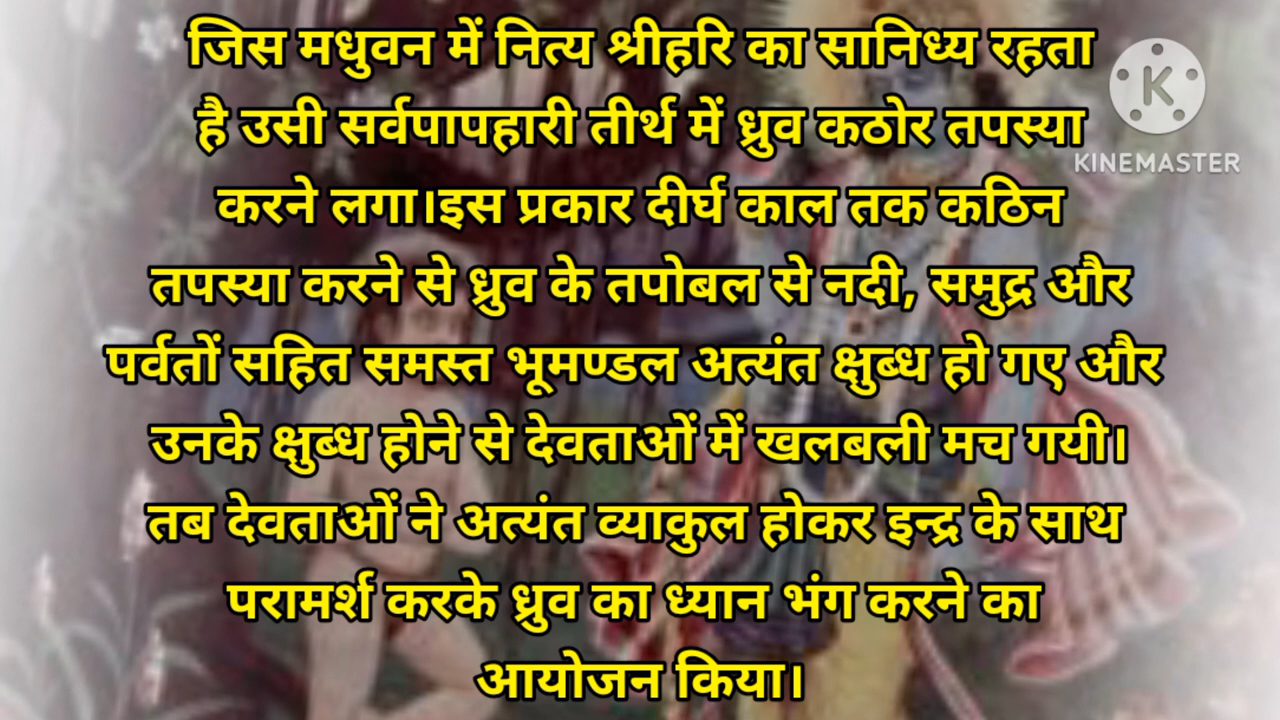 जिस मधुवन में नित्य श्रीहरि का सानिध्य रहता
है उसी सर्वपापहारी तीर्थ में ध्रुव कठोर तपस्या
करने लगा।इस प्रकार दीर्घ काल तक कठिन
तपस्या करने से ध्रुव के तपोबल से नदी, समुद्र और
पर्वतों सहित समस्त भूमण्डल अत्यंत क्षुब्ध हो गए और
उनके क्षुब्ध होने से देवताओं में खलबली मच गयी।
तब देवताओं ने अत्यंत व्याकुल होकर इन्द्र के साथ
परामर्श करके ध्रुव का ध्यान भंग करने का
आयोजन किया।
K
KINEMASTER